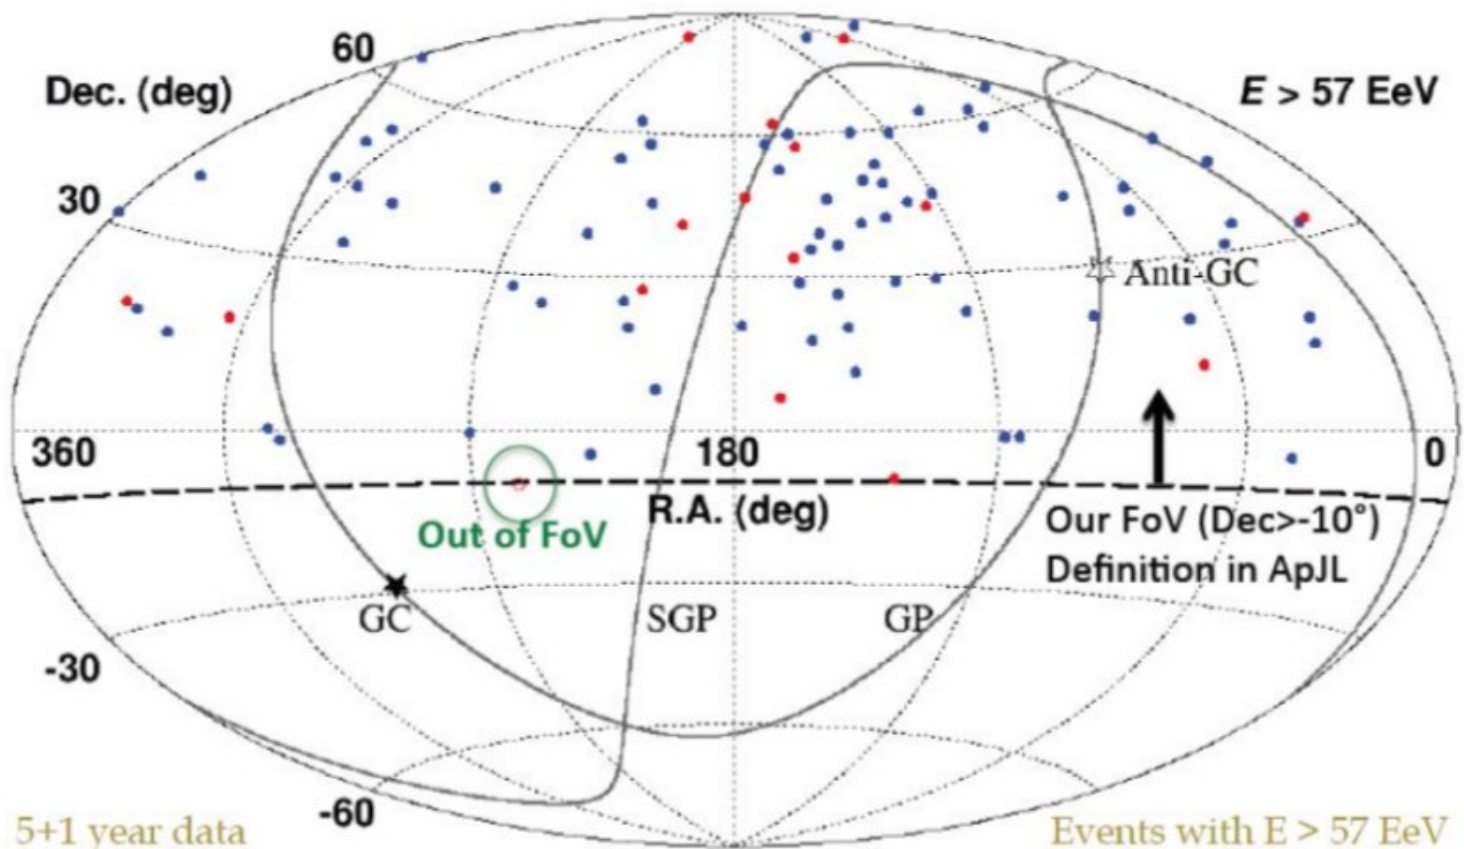 60
Dec. (deg)
E > 57 EeV
30
Anti-GC
360
180
0
R.A. (deg)
Out of FoV
Our FoV (Dec>-10°)
Definition in ApJL
GC
SGP
GP
-30
-60
5+1 year data
Events with E > 57 EeV